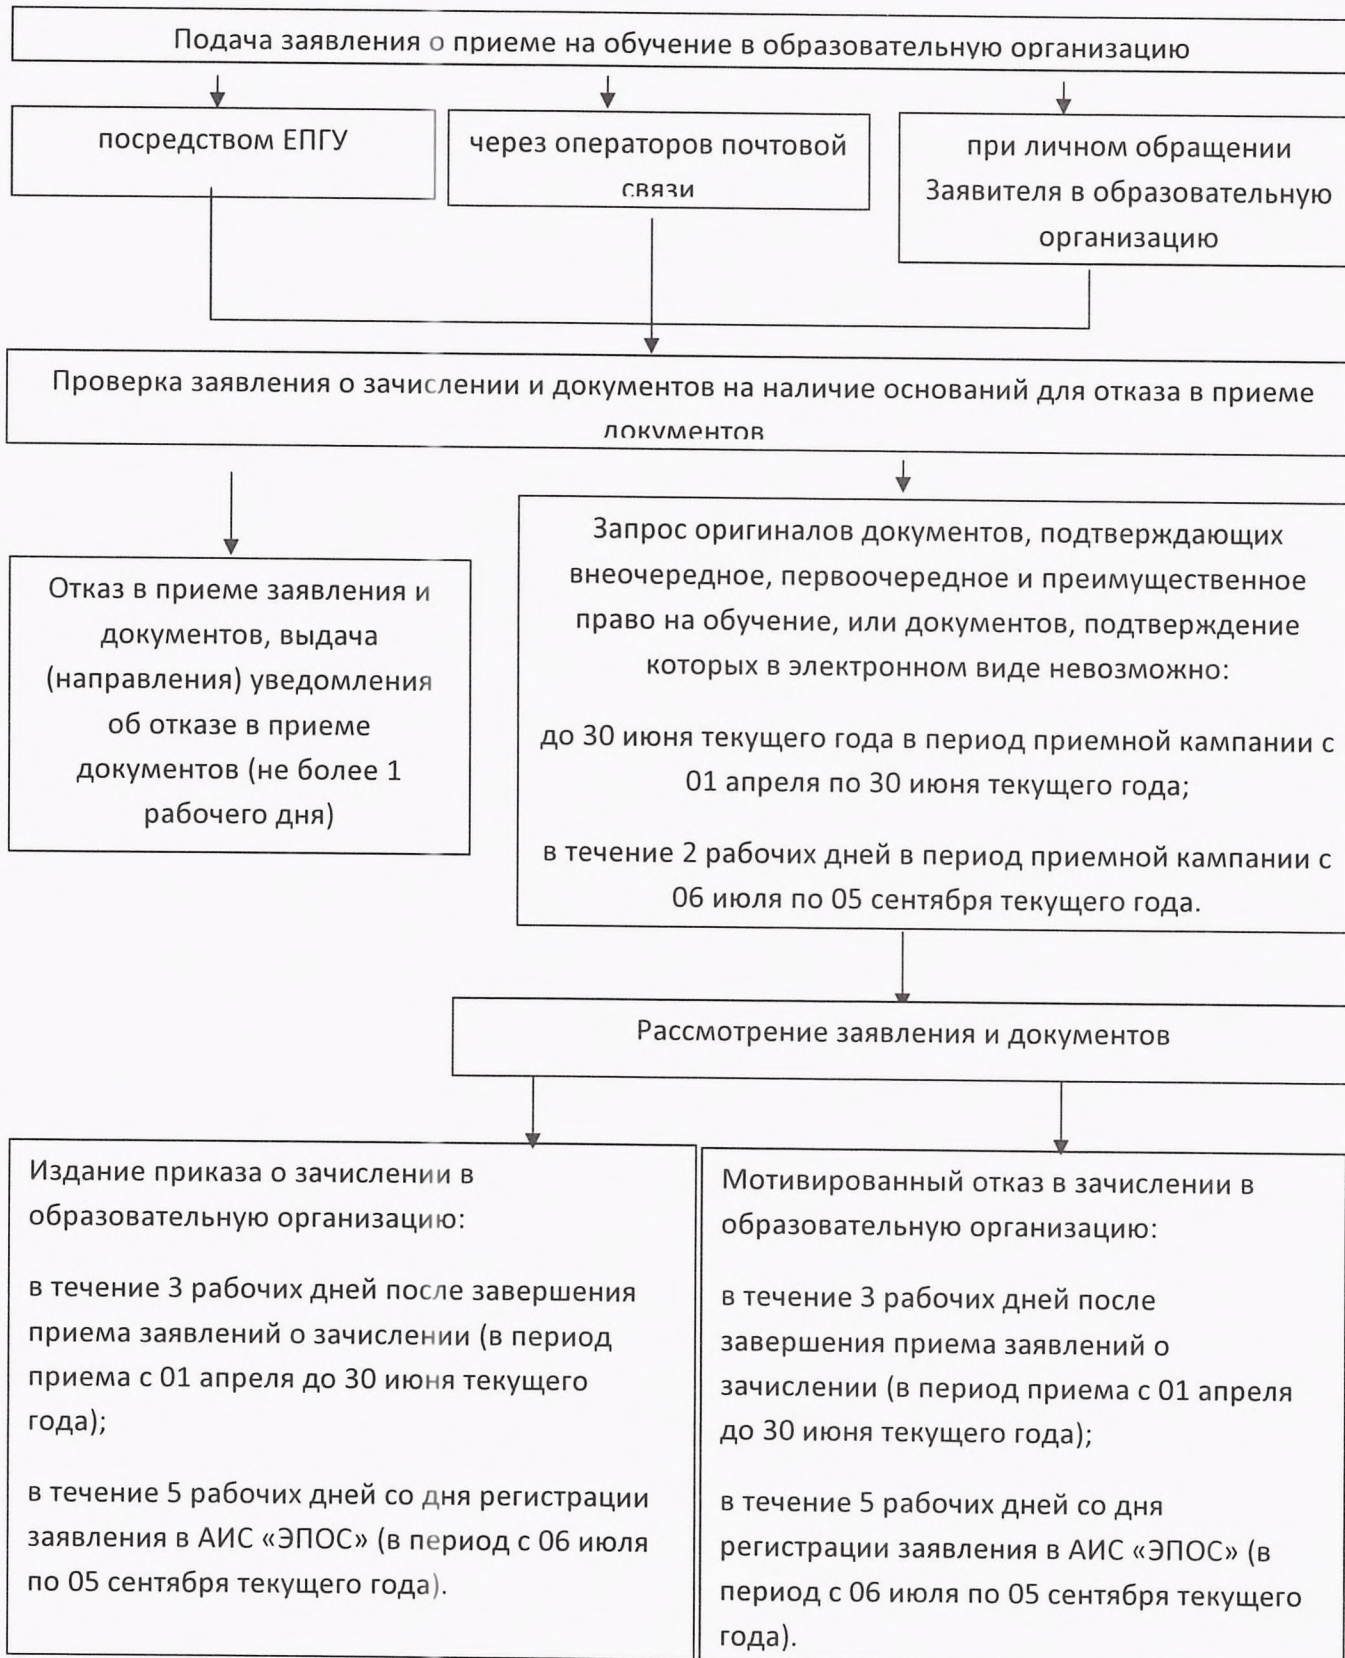 Подача заявления о приеме на обучение в образовательную организацию
посредством ЕПГУ
через операторов почтовой
связи
при личном обращении
Заявителя в образовательную
организацию
Проверка заявления о зачислении и документов на наличие оснований для отказа в приеме
документов
Отказ в приеме заявления и
документов, выдача
(направления) уведомления
об отказе в приеме
документов (не более 1
рабочего дня)
Запрос оригиналов документов, подтверждающих
внеочередное, первоочередное и преимущественное
право на обучение, или документов, подтверждение
которых в электронном виде невозможно:
до 30 июня текущего года в период приемной кампании с
01 апреля по 30 июня текущего года;
в течение 2 рабочих дней в период приемной кампании с
06 июля по 05 сентября текущего года.
Рассмотрение заявления и документов
Издание приказа о зачислении в
образовательную организацию:
в течение 3 рабочих дней после завершения
приема заявлений о зачислении (в период
приема с 01 апреля до 30 июня текущего
года);
в течение 5 рабочих дней со дня регистрации
заявления в АИС «ЭПОС» (в период с 06 июля
по 05 сентября текущего года).
Мотивированный отказ в зачислении в
образовательную организацию:
в течение 3 рабочих дней после
завершения приема заявлений о
зачислении (в период приема с 01 апреля
до 30 июня текущего года);
в течение 5 рабочих дней со дня
регистрации заявления в АИС «ЭПОС» (в
период с 06 июля по 05 сентября текущего
года).